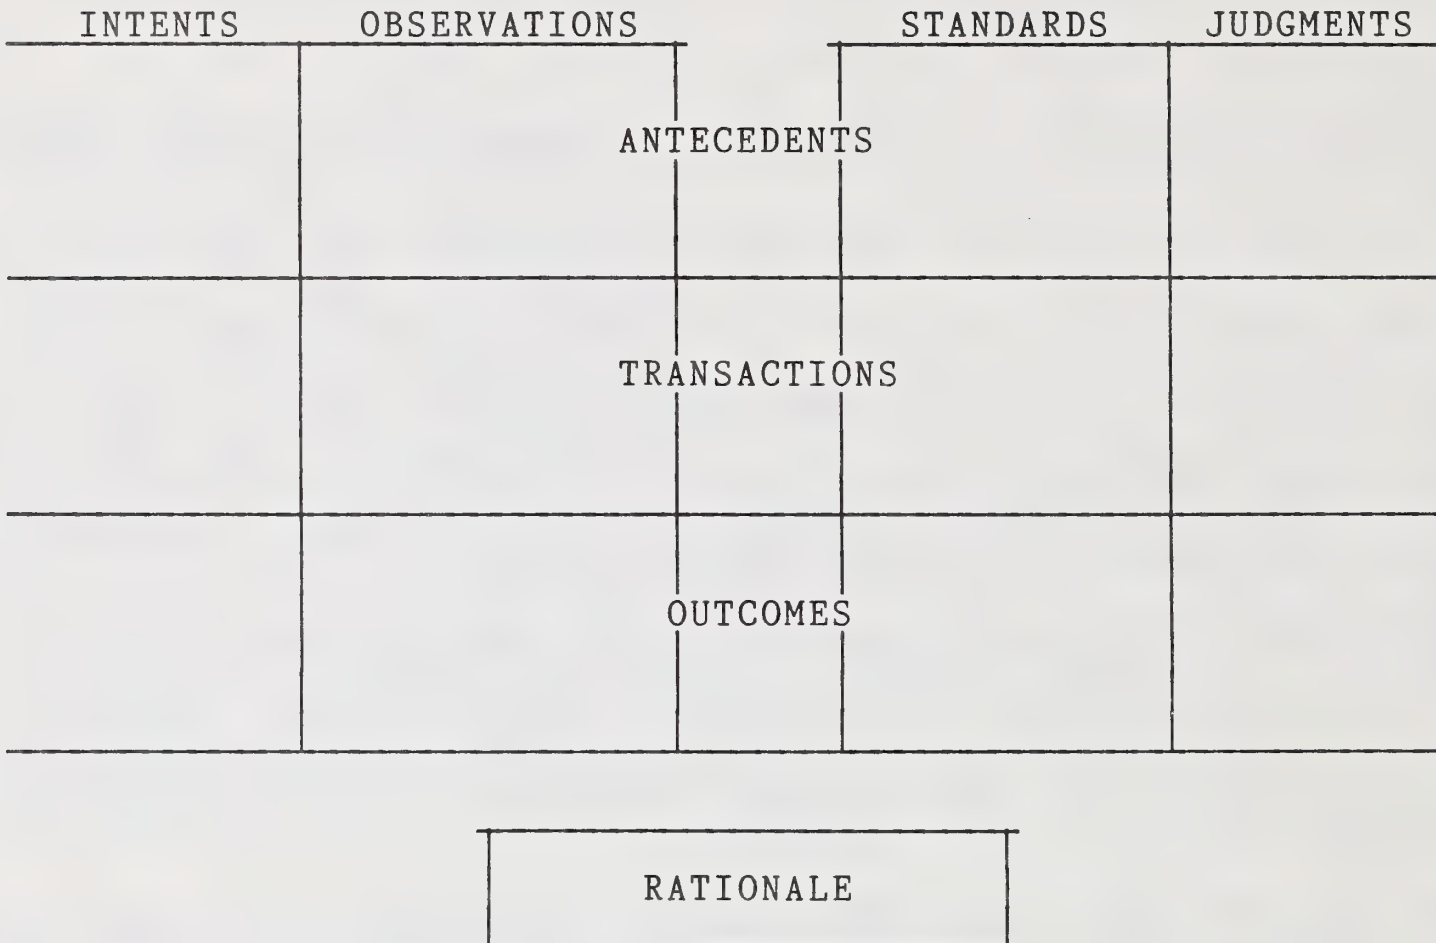 INTENTS OBSERVATIONS STANDARDS JUDGMENTS
ANTECEDENTS
TRANSACTIONS
OUTCOMES
RATIONALE